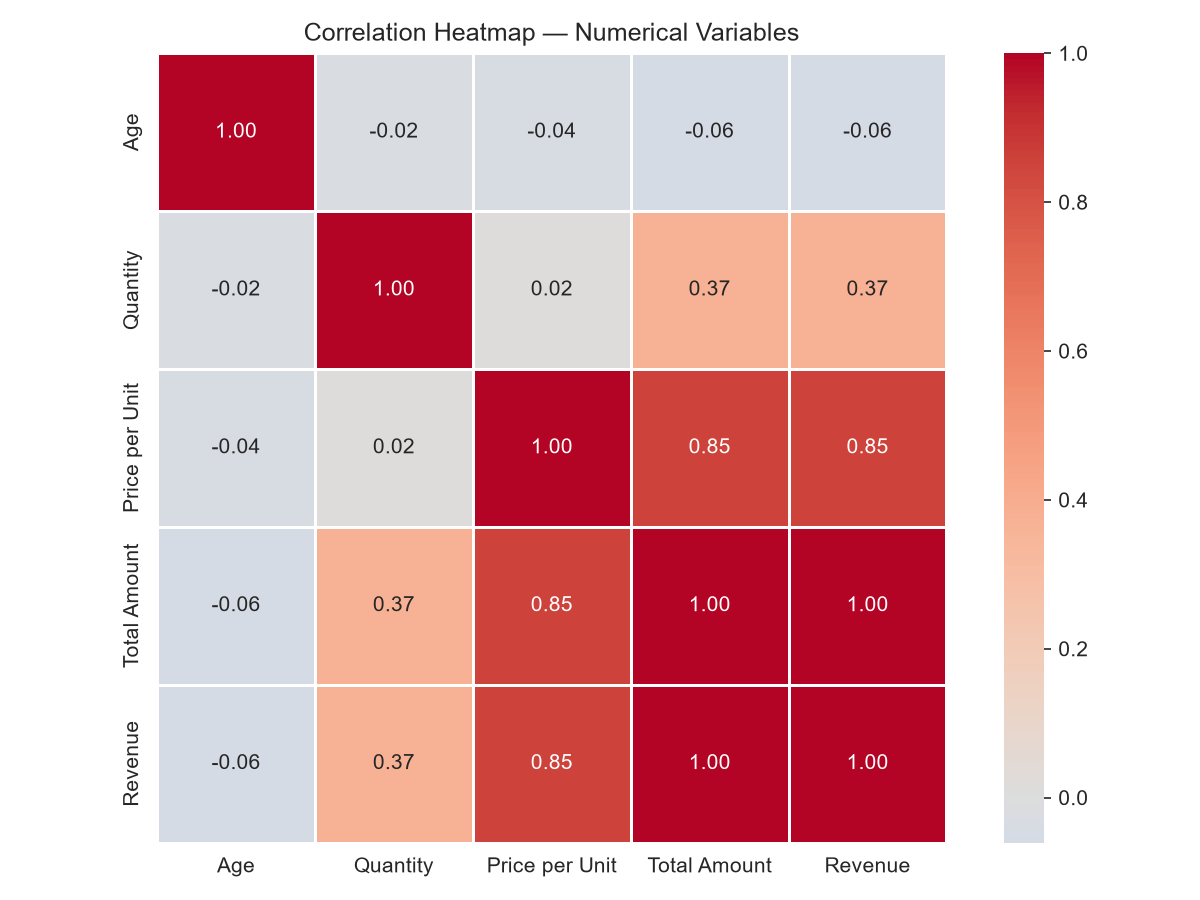 Correlation Heatmap — Numerical Variables
Age
1.00
-0.02
-0.04
-0.06
-0.06
Quantity
-0.02
1.00
0.02
0.37
0.37
Price per Unit
-0.04
0.02
1.00
0.85
0.85
Total Amount
-0.06
0.37
0.85
1.00
1.00
Revenue
-0.06
0.37
0.85
1.00
1.00
Age
Quantity
Price per Unit
Total Amount
Revenue
1.0
0.8
0.6
0.4
0.2
0.0